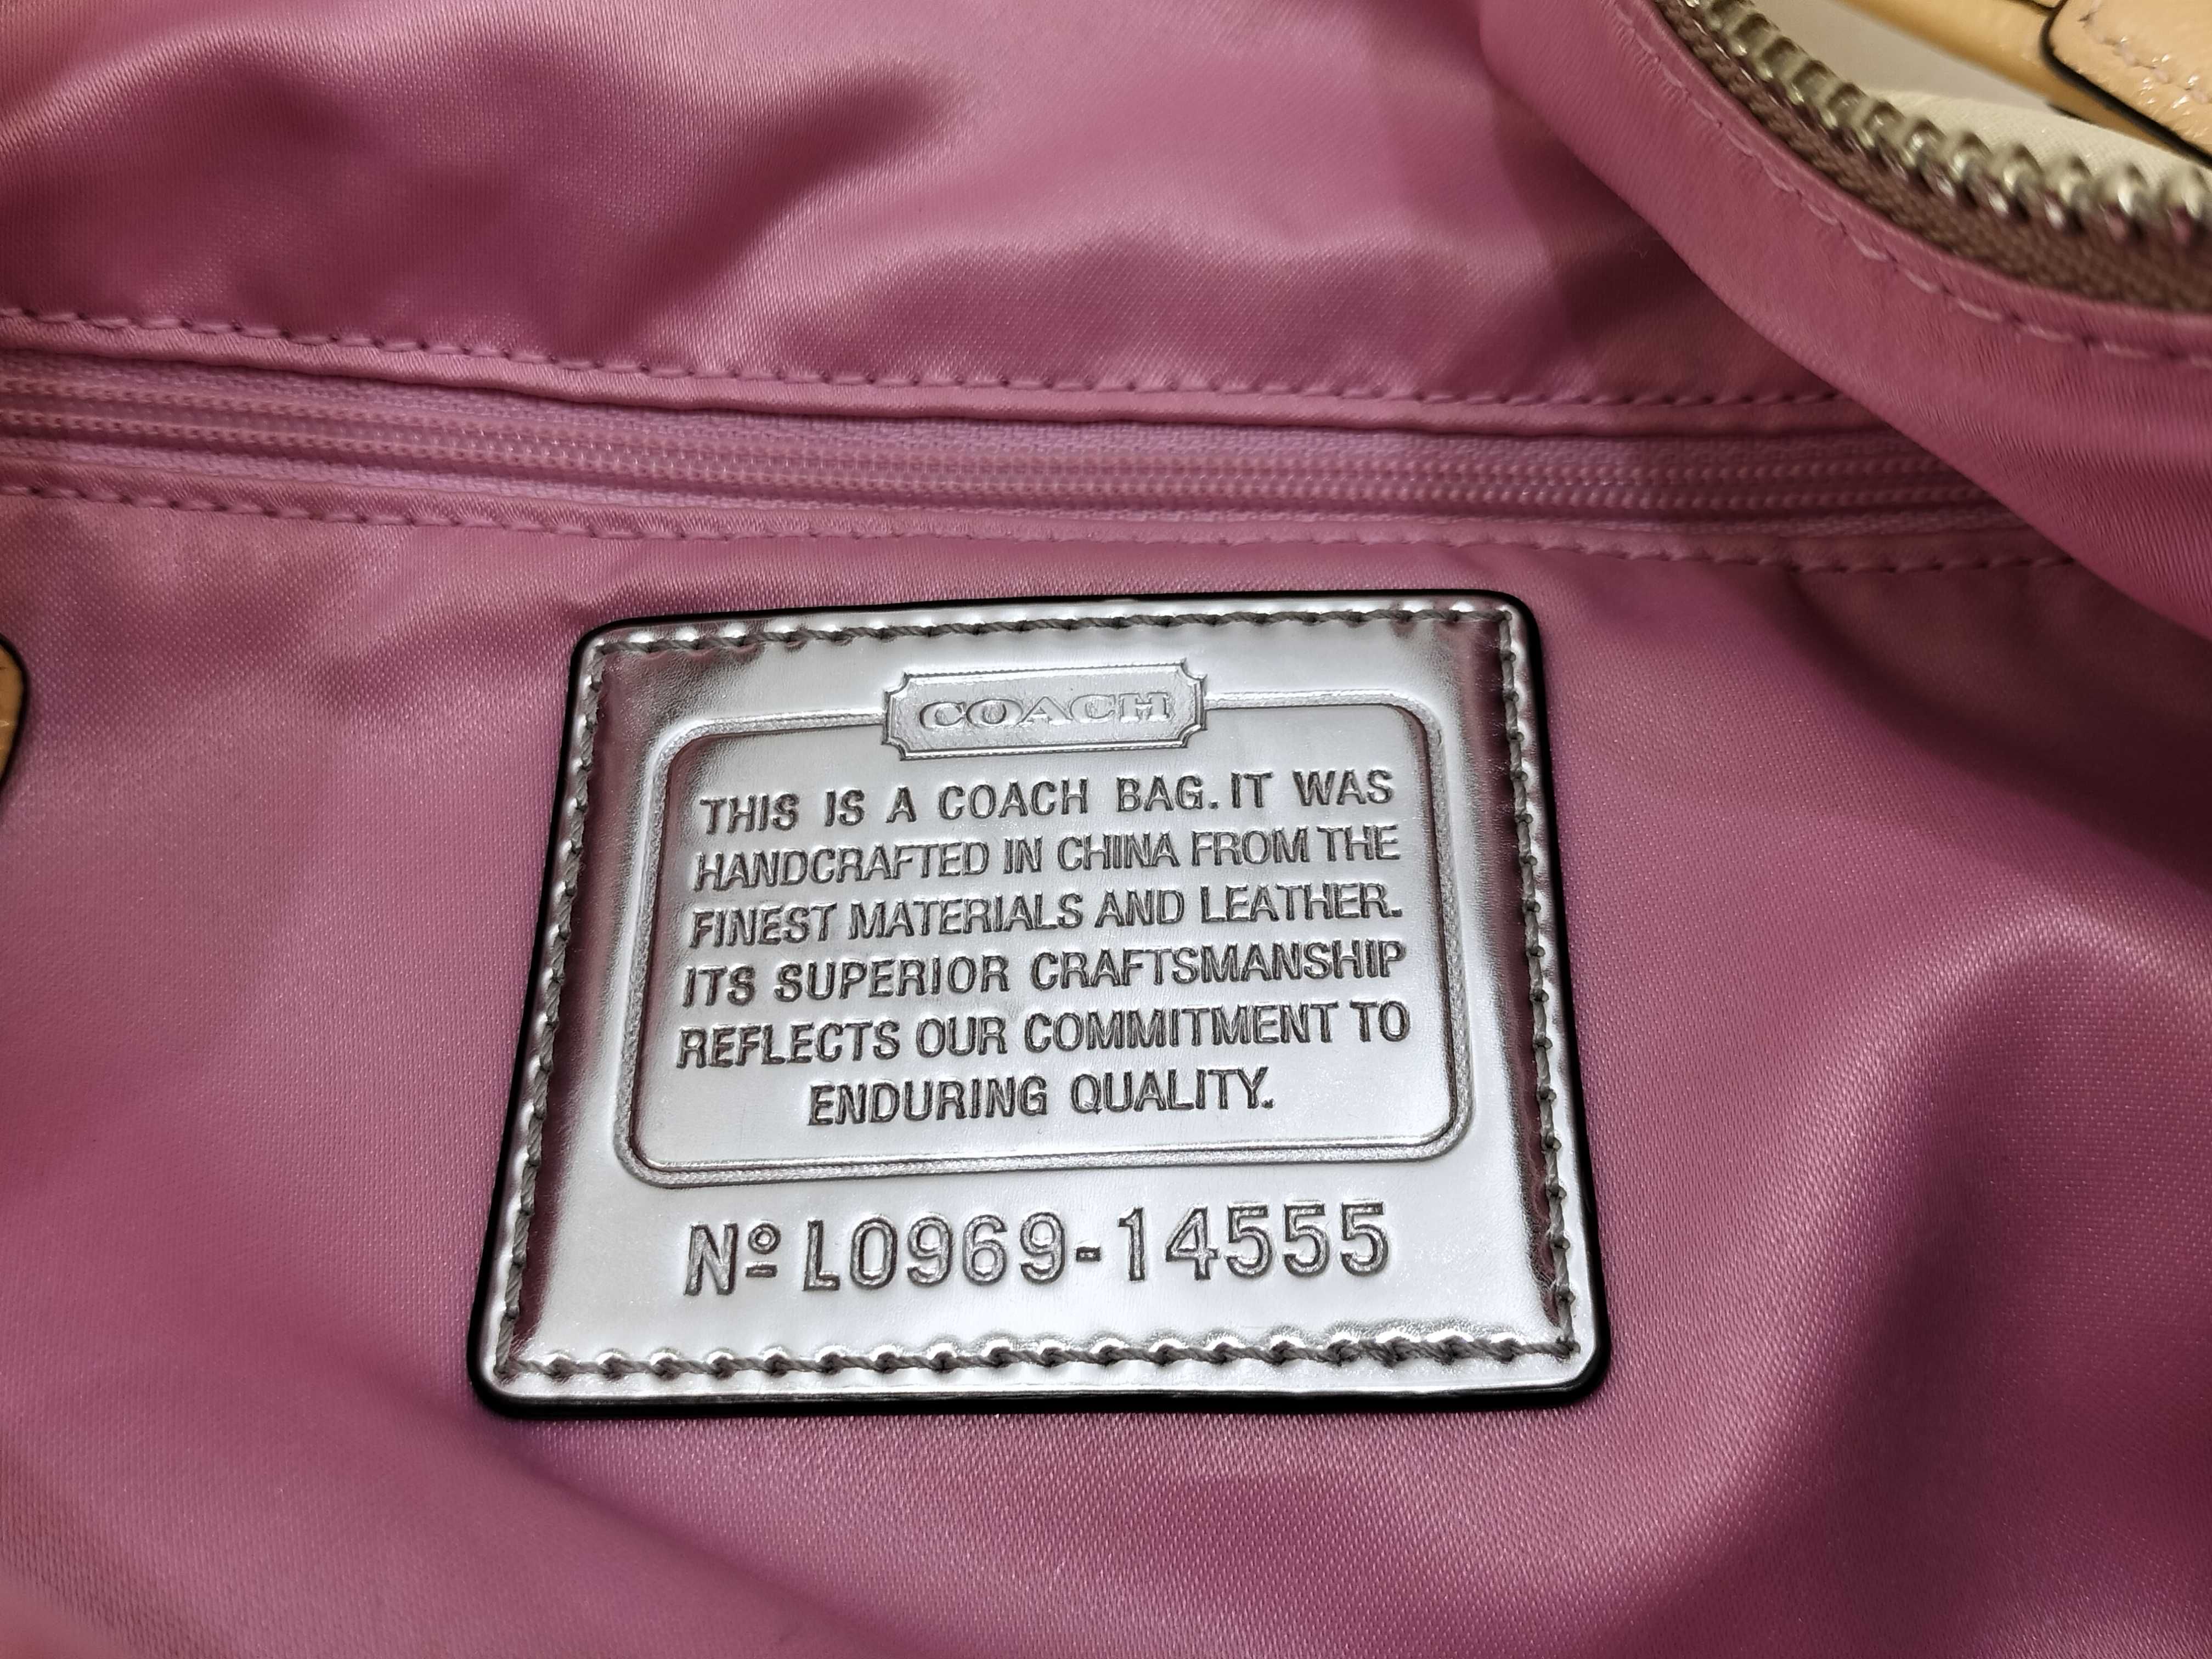 COACH
THIS IS A COACH BAG. IT WAS
HANDCRAFTED IN CHINA FROM THE
FINEST MATERIALS AND LEATHER.
ITS SUPERIOR CRAFTSMANSHIP
REFLECTS OUR COMMITMENT TO
ENDURING QUALITY.
Nº L0969-14555